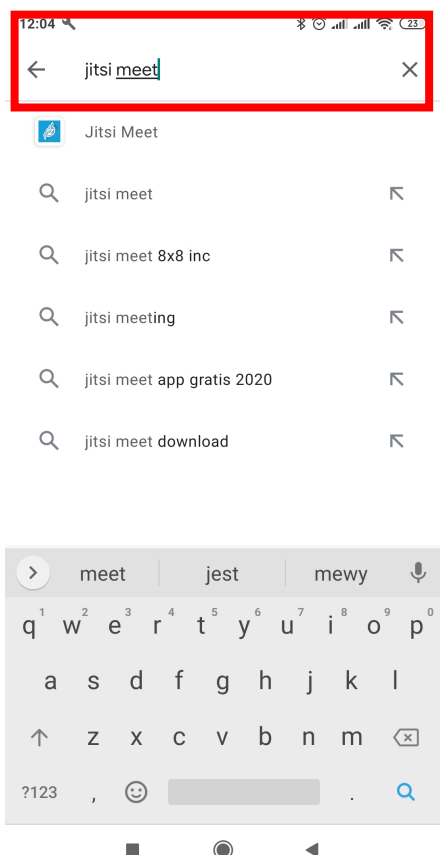 12:04 23
jitsi meet
Jitsi Meet
jitsi meet
jitsi meet 8x8 inc
jitsi meeting
jitsi meet app gratis 2020
jitsi meet download
meet jest mewy
1 2 3 4 5 6 7 8 9 0
q w e r t y u i o p
a s d f g h j k l
z x c v b n m
?123 , .